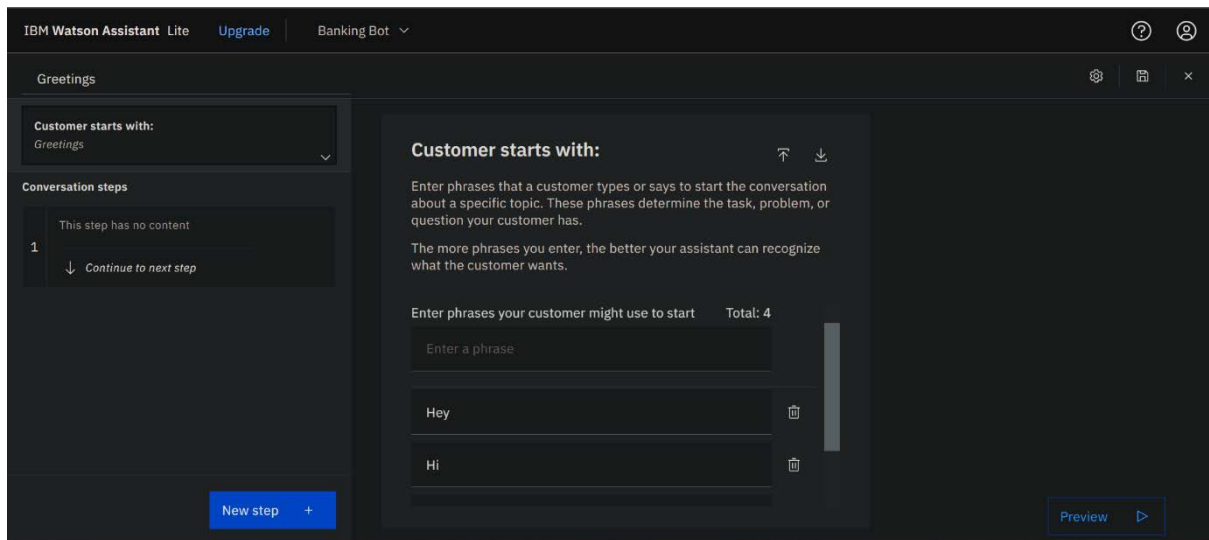 IBM Watson Assistant Lite Upgrade Banking Bot
Greetings
Customer starts with:
Greetings
Conversation steps
1
This step has no content
Continue to next step
New step +
Customer starts with:
Enter phrases that a customer types or says to start the conversation
about a specific topic. These phrases determine the task, problem, or
question your customer has.
The more phrases you enter, the better your assistant can recognize
what the customer wants.
Enter phrases your customer might use to start Total: 4
Enter a phrase
Hey
Hi
Preview